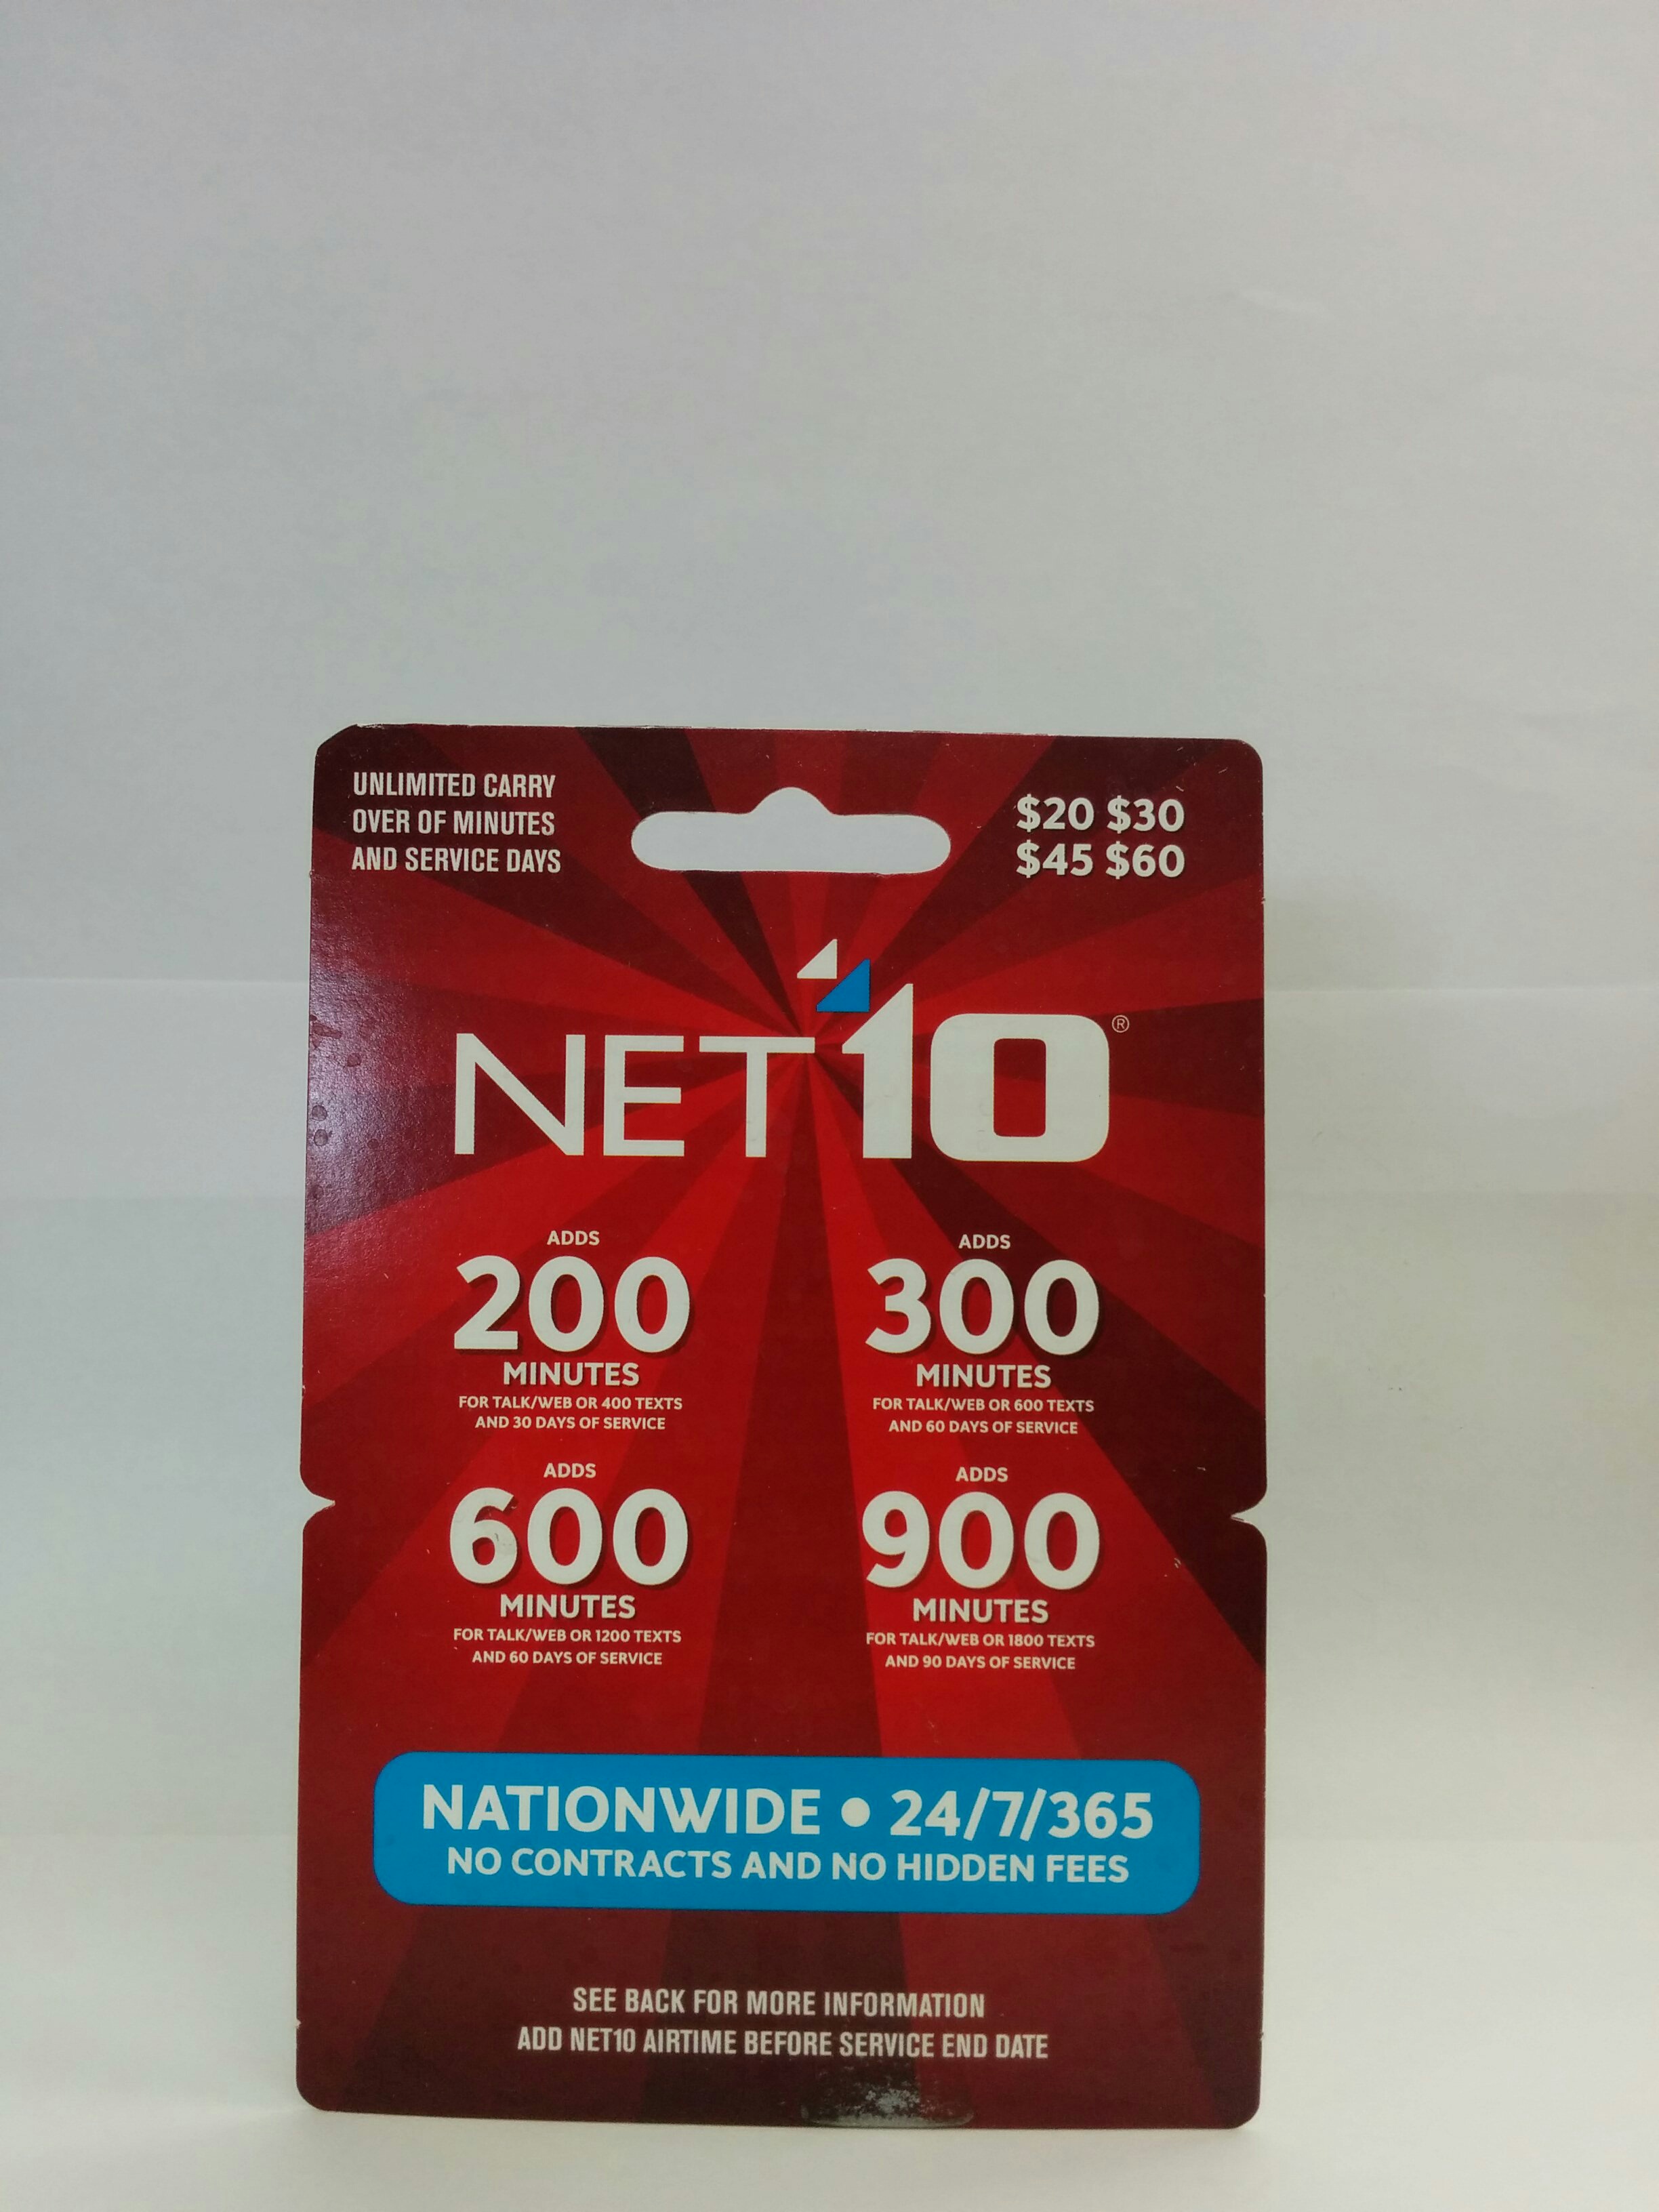 UNLIMITED CARRY
OVER OF MINUTES
AND SERVICE DAYS
$20 $30
$45 $60
NET10®
ADDS
200
MINUTES
FOR TALK/WEB OR 400 TEXTS
AND 30 DAYS OF SERVICE
ADDS
300
MINUTES
FOR TALK/WEB OR 600 TEXTS
AND 60 DAYS OF SERVICE
ADDS
600
MINUTES
FOR TALK/WEB OR 1200 TEXTS
AND 60 DAYS OF SERVICE
ADDS
900
MINUTES
FOR TALK/WEB OR 1800 TEXTS
AND 90 DAYS OF SERVICE
NATIONWIDE • 24/7/365
NO CONTRACTS AND NO HIDDEN FEES
SEE BACK FOR MORE INFORMATION
ADD NET10 AIRTIME BEFORE SERVICE END DATE